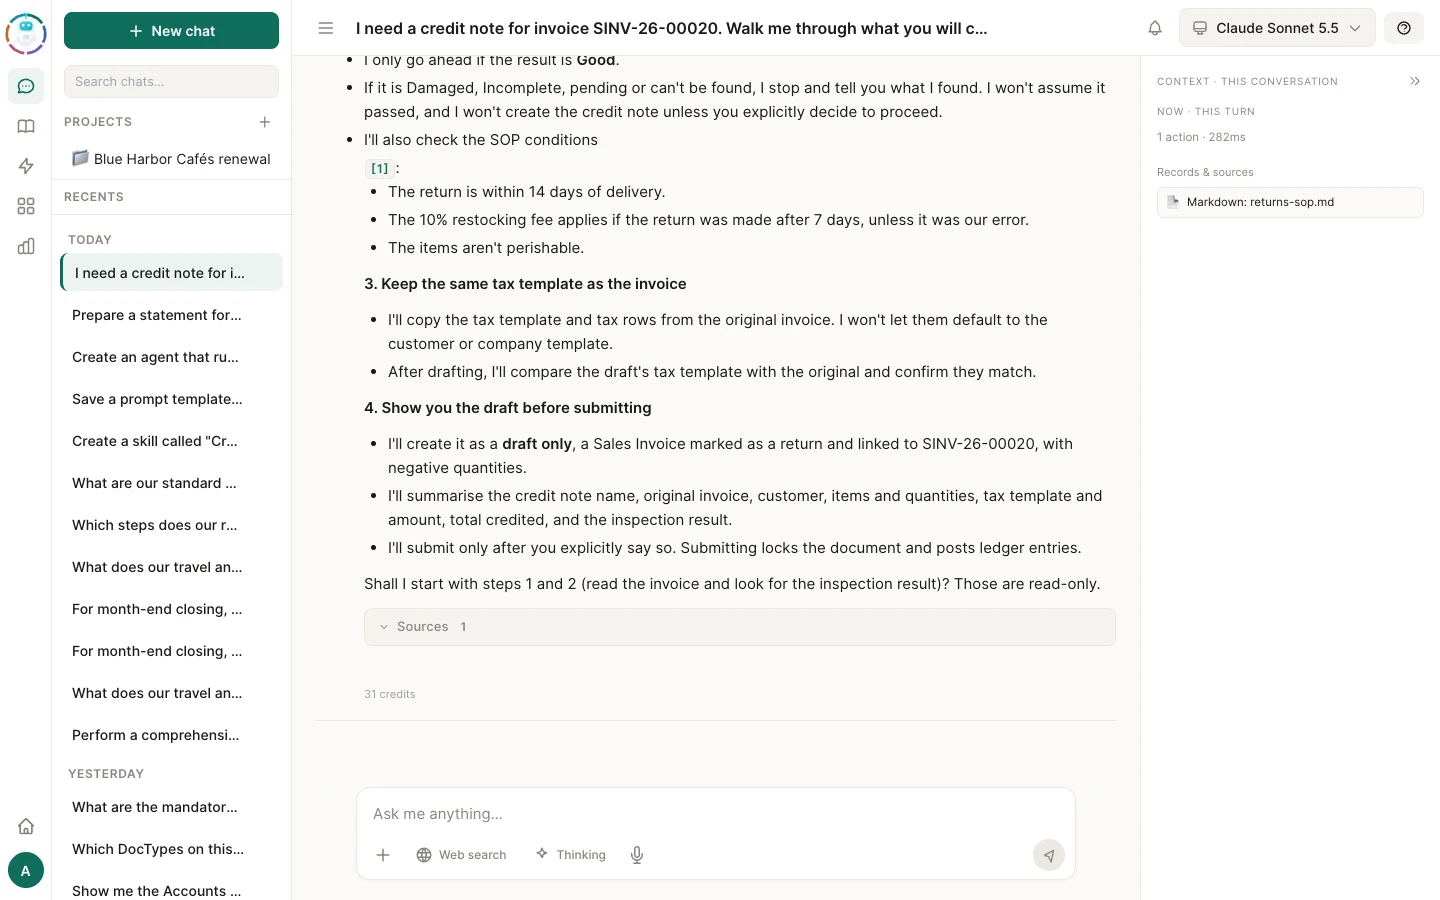 New chat
Search chats...
PROJECTS
Blue Harbor Cafés renewal
RECENTS
TODAY
I need a credit note for i...
Prepare a statement for...
Create an agent that ru...
Save a prompt template...
Create a skill called "Cr...
What are our standard ...
Which steps does our r...
What does our travel an...
For month-end closing, ...
For month-end closing, ...
What does our travel an...
Perform a comprehensi...
YESTERDAY
What are the mandator...
Which DocTypes on this...
Show me the Accounts ...
A
I need a credit note for invoice SINV-26-00020. Walk me through what you will c...
Claude Sonnet 5.5
I only go ahead if the result is Good.
If it is Damaged, Incomplete, pending or can't be found, I stop and tell you what I found. I won't assume it
passed, and I won't create the credit note unless you explicitly decide to proceed.
I'll also check the SOP conditions
[1] :
The return is within 14 days of delivery.
The 10% restocking fee applies if the return was made after 7 days, unless it was our error.
The items aren't perishable.
3. Keep the same tax template as the invoice
I'll copy the tax template and tax rows from the original invoice. I won't let them default to the
customer or company template.
After drafting, I'll compare the draft's tax template with the original and confirm they match.
4. Show you the draft before submitting
I'll create it as a draft only, a Sales Invoice marked as a return and linked to SINV-26-00020, with
negative quantities.
I'll summarise the credit note name, original invoice, customer, items and quantities, tax template and
amount, total credited, and the inspection result.
I'll submit only after you explicitly say so. Submitting locks the document and posts ledger entries.
Shall I start with steps 1 and 2 (read the invoice and look for the inspection result)? Those are read-only.
Sources 1
31 credits
Ask me anything...
Web search
Thinking
CONTEXT · THIS CONVERSATION
NOW · THIS TURN
1 action · 282ms
Records & sources
Markdown: returns-sop.md